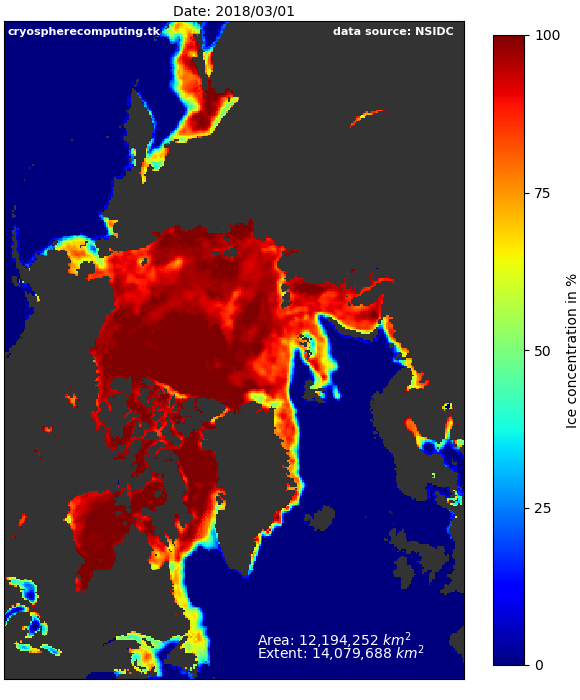 Date: 2018/03/01
cryospherecomputing.tk
data source: NSIDC
100
75
50
25
0
Ice concentration in %
Area: 12,194,252 km²
Extent: 14,079,688 km²